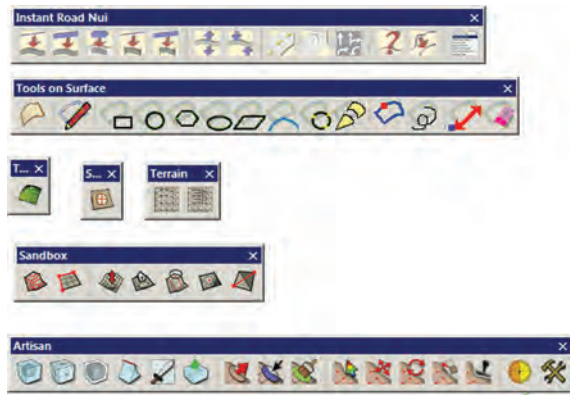 Instant Road Nui
Tools on Surface
T...
S...
Terrain
Sandbox
Artisan